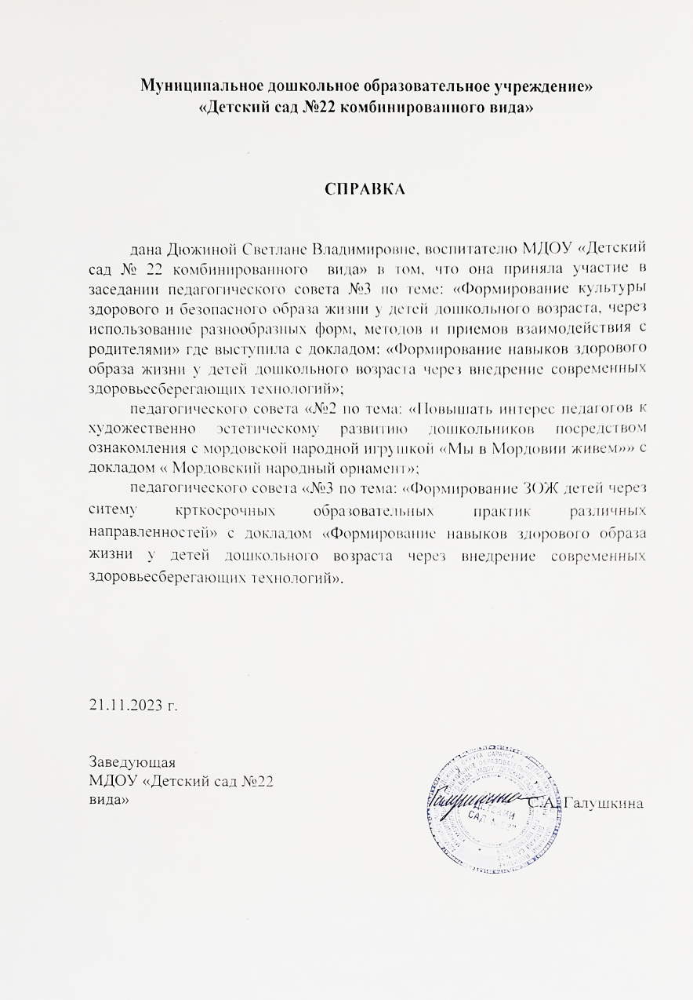 Муниципальное дошкольное образовательное учреждение»
«Детский сад №22 комбинированного вида»
СПРАВКА
дана Дюжиной Светлане Владимировне, воспитателю МДОУ «Детский
сад № 22 комбинированного вида» в том, что она приняла участие в
заседании педагогического совета №3 по теме: «Формирование культуры
здорового и безопасного образа жизни у детей дошкольного возраста, через
использование разнообразных форм, методов и приемов взаимодействия с
родителями» где выступила с докладом: «Формирование навыков здорового
образа жизни у детей дошкольного возраста через внедрение современных
здоровьесберегающих технологий»;
педагогического совета «№2 по тема: «Повышать интерес педагогов к
художественно эстетическому развитию дошкольников посредством
ознакомления с мордовской народной игрушкой «Мы в Мордовии живем»» с
докладом « Мордовский народный орнамент»;
педагогического совета «№3 по тема: «Формирование ЗОЖ детей через
ситему крткосрочных образовательных практик различных
направленностей» с докладом «Формирование навыков здорового образа
жизни у детей дошкольного возраста через внедрение современных
здоровьесберегающих технологий».
21.11.2023 г.
Заведующая
МДОУ «Детский сад №22
вида»
С.А. Галушкина
ДЕТСКИЙ
САД